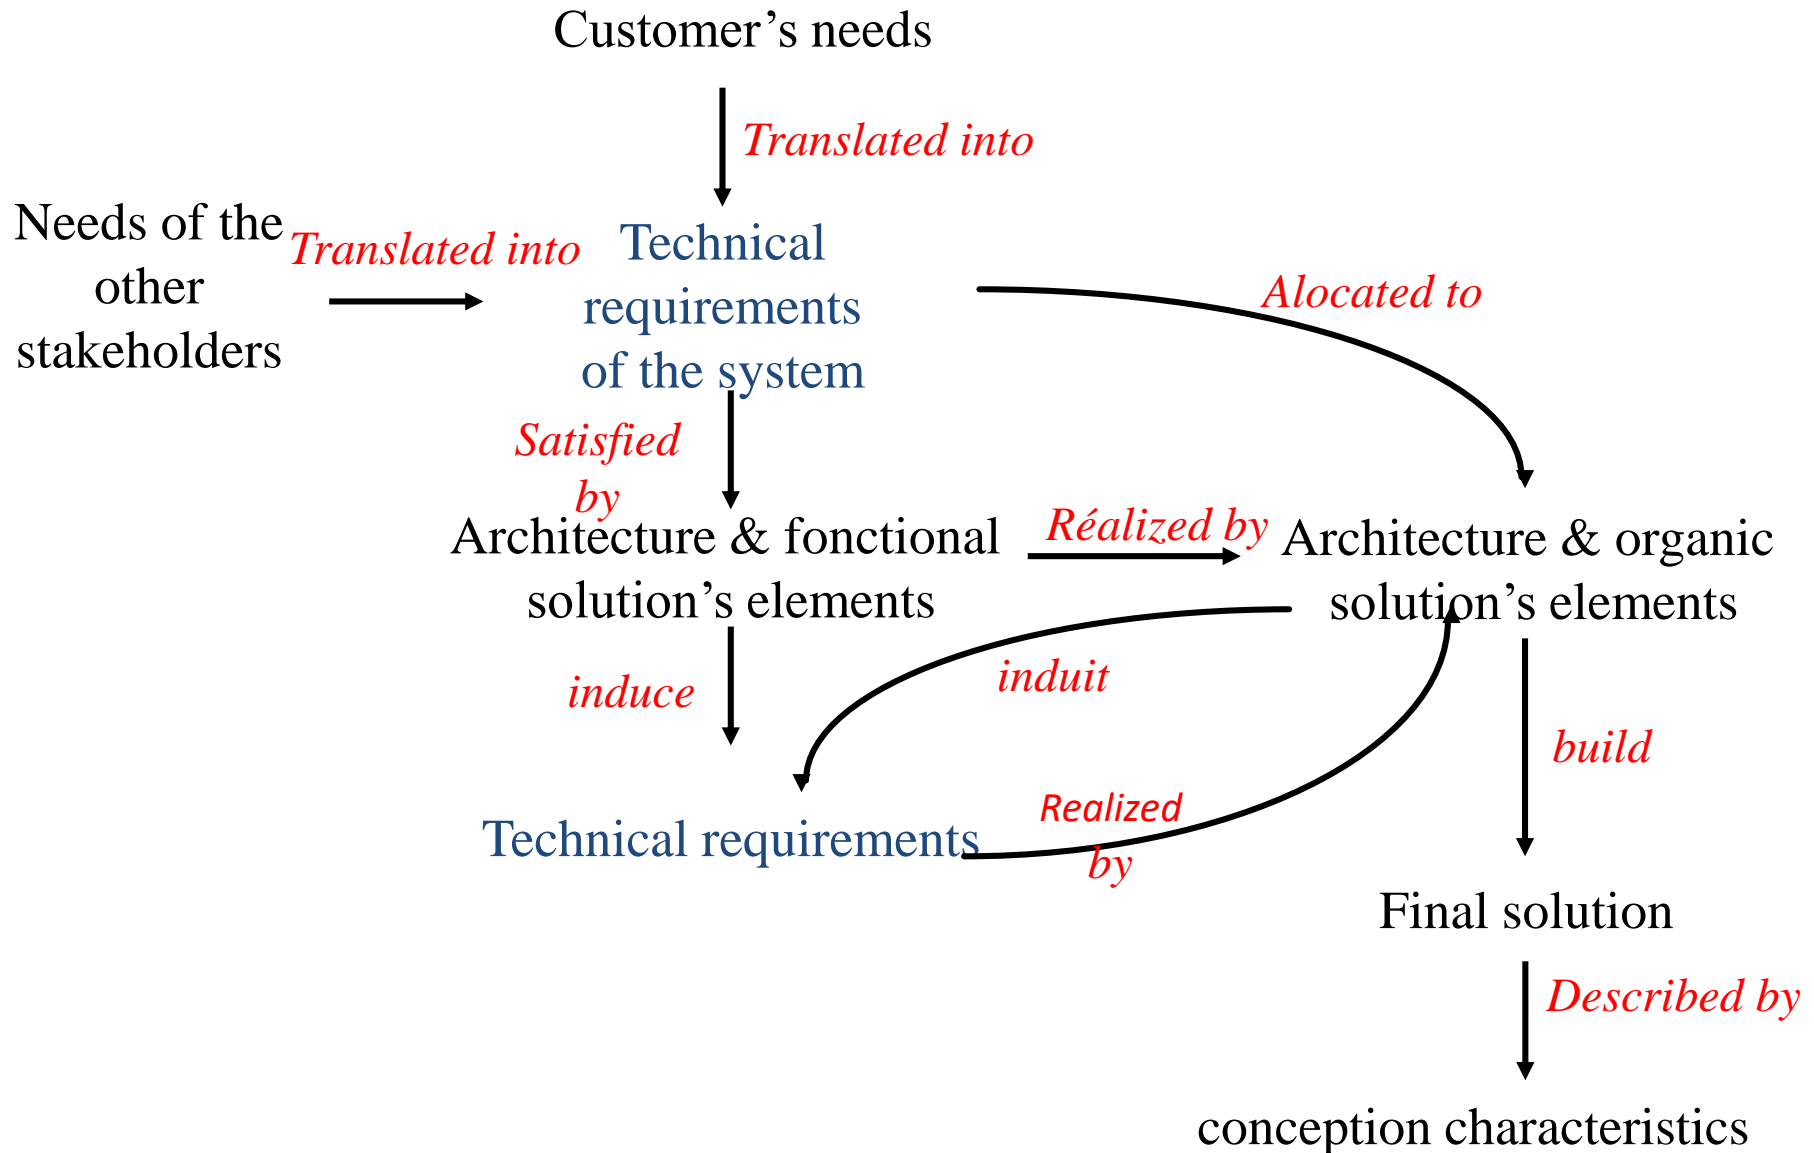 Customer’s needs
Translated into
Needs of the
other
stakeholders
Translated into
Technical
requirements
of the system
Alocated to
Satisfied
by
Architecture & fonctional
solution’s elements
Réalized by
Architecture & organic
solution’s elements
induce
induit
build
Technical requirements
Realized
by
Final solution
Described by
conception characteristics